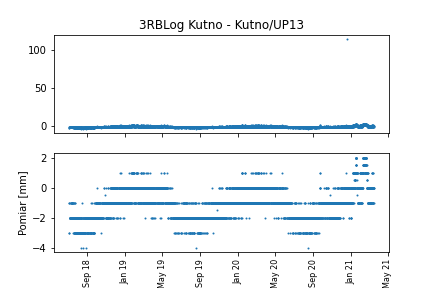 3RBLog Kutno - Kutno/UP13
100
50
0
2
0
−2
−4
Pomiar [mm]
Sep 18
Jan 19
May 19
Sep 19
Jan 20
May 20
Sep 20
Jan 21
May 21